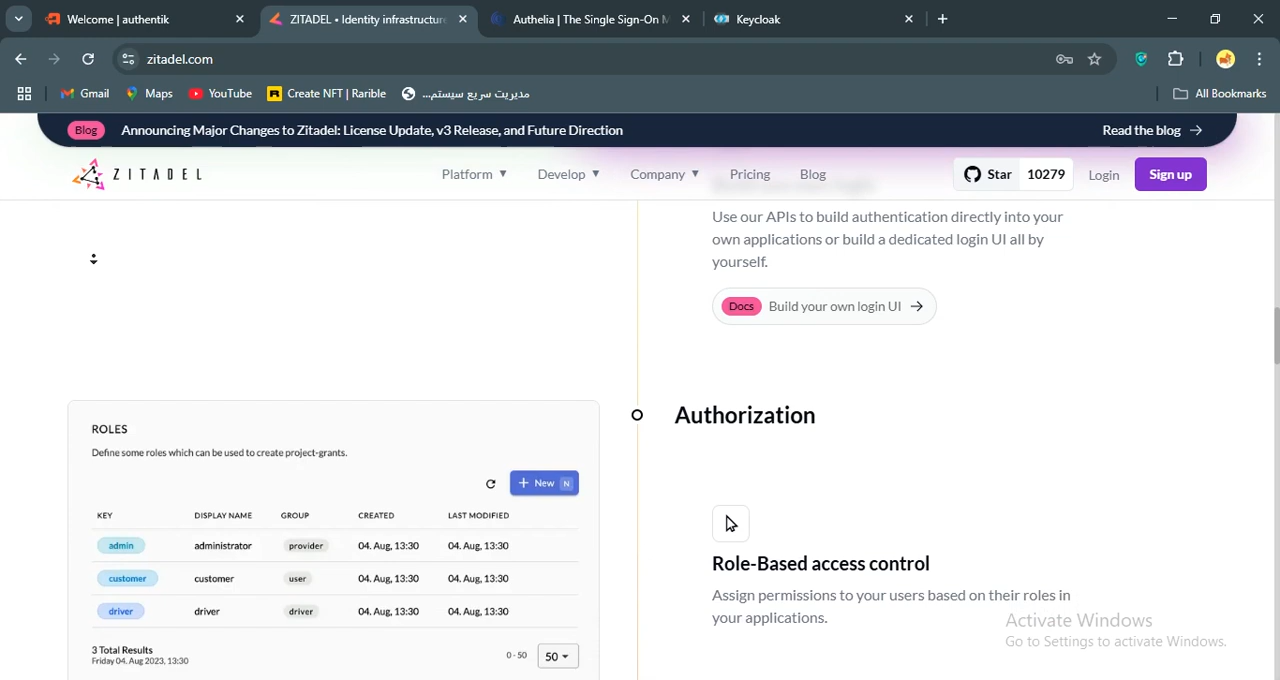 Welcome | authentik
ZITADEL • Identity infrastructure
Authelia | The Single Sign-On M
Keycloak
zitadel.com
Gmail
Maps
YouTube
Create NFT | Rarible
مدیریت سریع سیستم...
All Bookmarks
Blog Announcing Major Changes to Zitadel: License Update, v3 Release, and Future Direction Read the blog →
ZITADEL Platform Develop Company Pricing Blog Star 10279 Login Sign up
Use our APIs to build authentication directly into your
own applications or build a dedicated login UI all by
yourself.
Docs Build your own login UI →
Authorization
ROLES
Define some roles which can be used to create project-grants.
+ New N
KEY DISPLAY NAME GROUP CREATED LAST MODIFIED
admin administrator provider 04. Aug, 13:30 04. Aug, 13:30
customer customer user 04. Aug, 13:30 04. Aug, 13:30
driver driver driver 04. Aug, 13:30 04. Aug, 13:30
3 Total Results
Friday 04. Aug 2023, 13:30
0 - 50 50
Role-Based access control
Assign permissions to your users based on their roles in
your applications.
Activate Windows
Go to Settings to activate Windows.